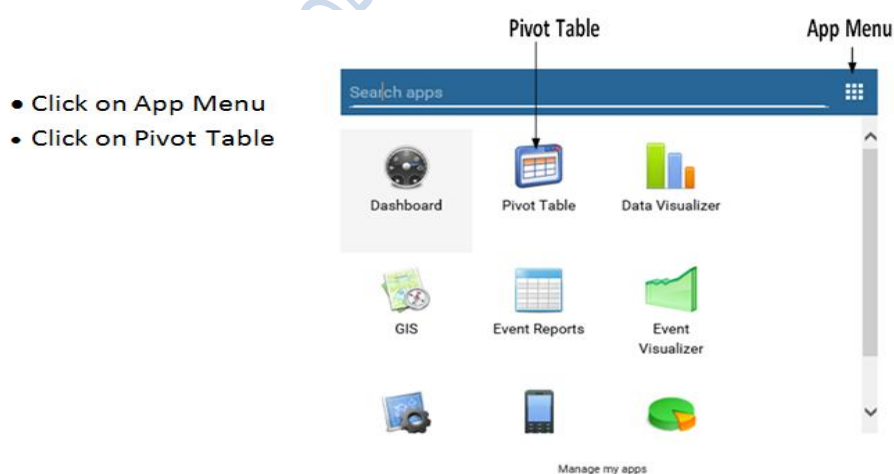 Pivot Table
App Menu
• Click on App Menu
• Click on Pivot Table
Search apps
Dashboard
Pivot Table
Data Visualizer
GIS
Event Reports
Event
Visualizer
Manage my apps